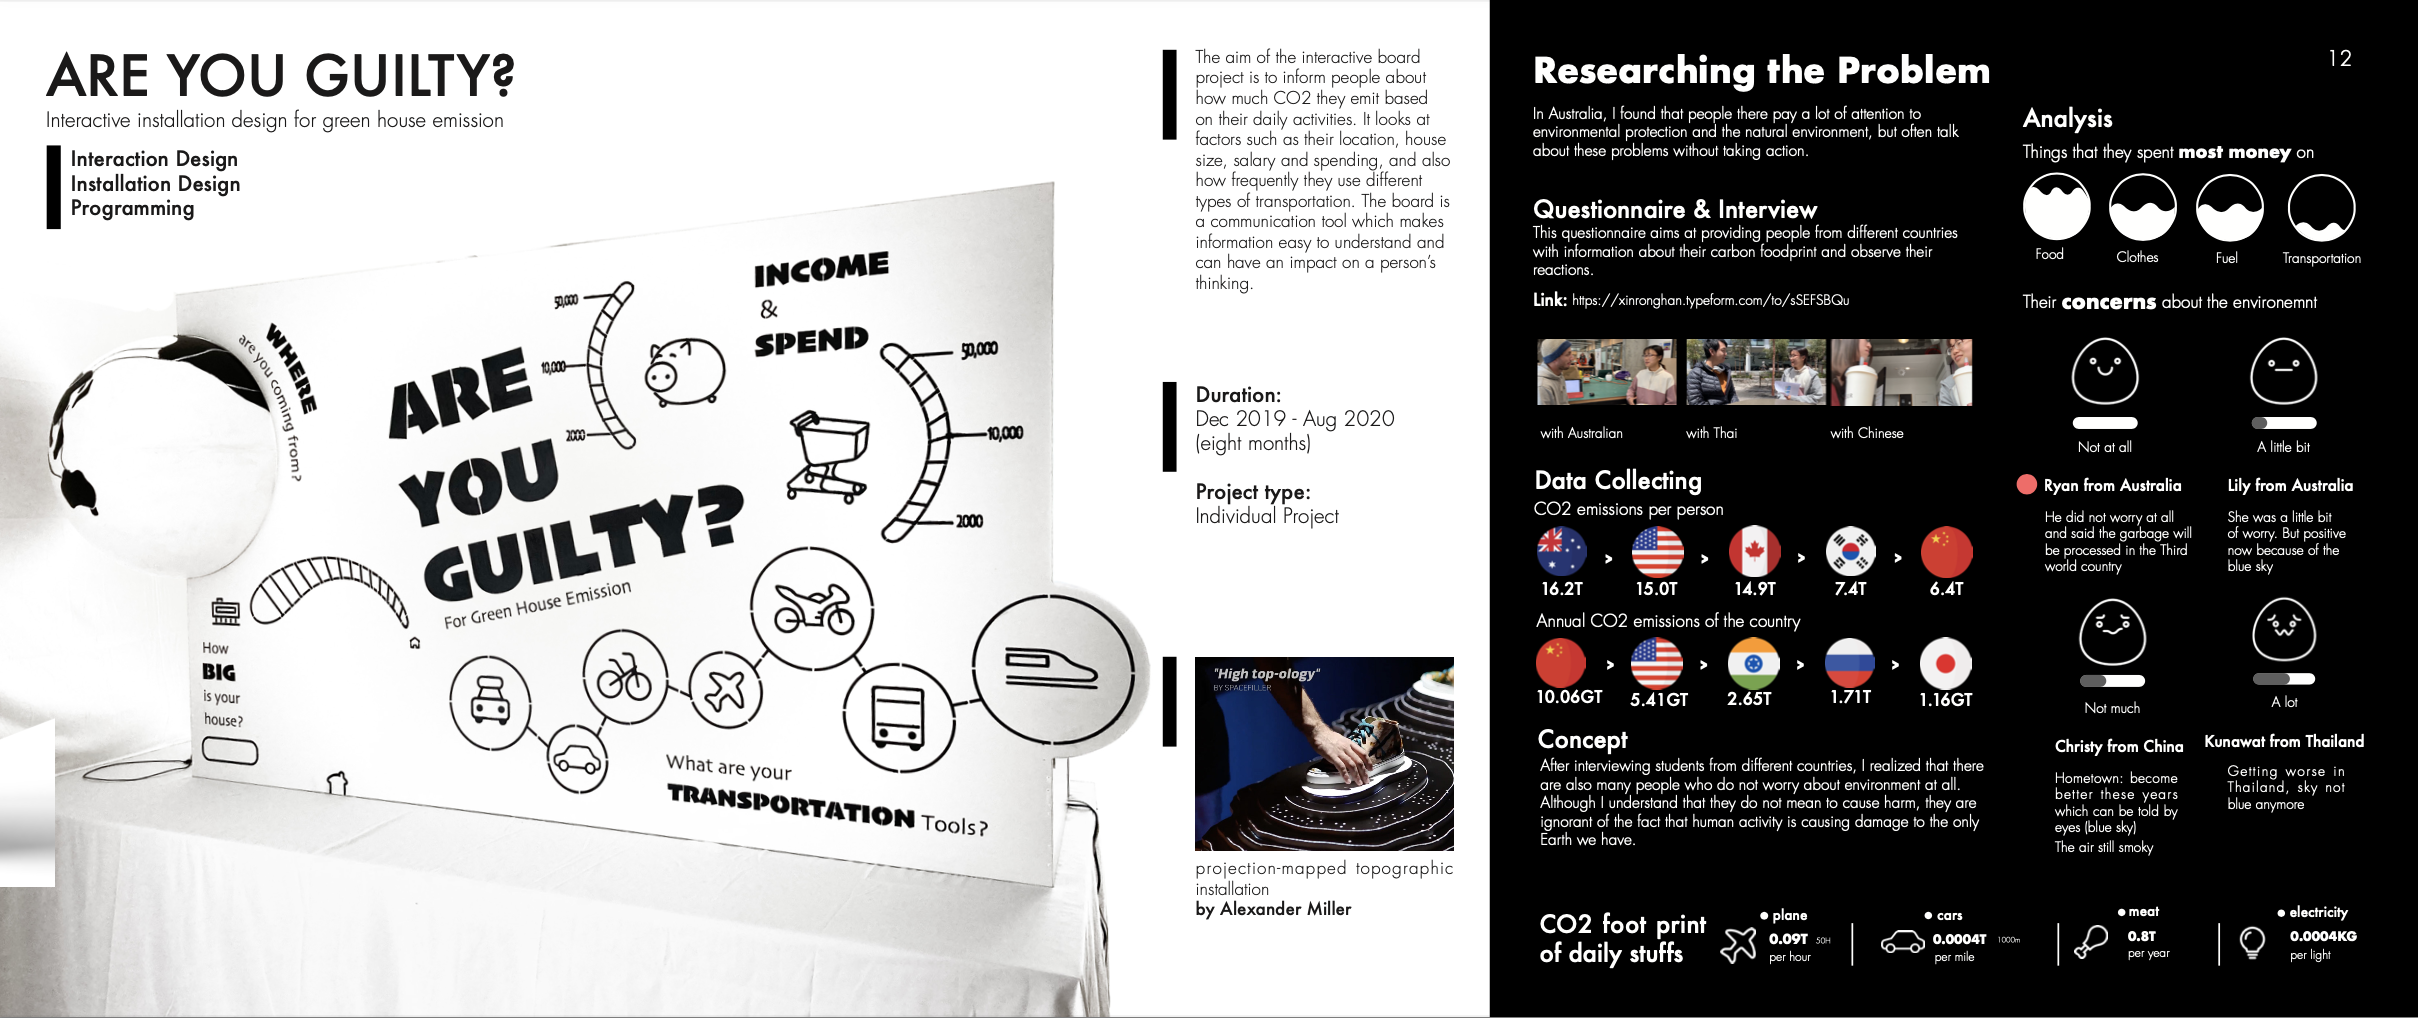 ARE YOU GUILTY?
Interactive installation design for green house emission
Interaction Design
Installation Design
Programming
WHERE
are you coming from?
50,000
10,000
2000
INCOME
&
SPEND
50,000
10,000
2000
ARE
YOU
GUILTY?
For Green House Emission
How
BIG
is your
house?
What are your
TRANSPORTATION Tools?
The aim of the interactive board
project is to inform people about
how much CO2 they emit based
on their daily activities. It looks at
factors such as their location, house
size, salary and spending, and also
how frequently they use different
types of transportation. The board is
a communication tool which makes
information easy to understand and
can have an impact on a person's
thinking.
Duration:
Dec 2019 - Aug 2020
(eight months)
Project type:
Individual Project
"High top-ology"
BY SPACEFILLER
projection-mapped topographic
installation
by Alexander Miller
12
Researching the Problem
In Australia, I found that people there pay a lot of attention to
environmental protection and the natural environment, but often talk
about these problems without taking action.
Questionnaire & Interview
This questionnaire aims at providing people from different countries
with information about their carbon foodprint and observe their
reactions.
Link: https://xinronghan.typeform.com/to/sSEFSBQu
with Australian
with Thai
with Chinese
Data Collecting
CO2 emissions per person
> > > >
16.2T 15.0T 14.9T 7.4T 6.4T
Annual CO2 emissions of the country
> > > >
10.06GT 5.41GT 2.65T 1.71T 1.16GT
Concept
After interviewing students from different countries, I realized that there
are also many people who do not worry about environment at all.
Although I understand that they do not mean to cause harm, they are
ignorant of the fact that human activity is causing damage to the only
Earth we have.
Analysis
Things that they spent most money on
Food
Clothes
Fuel
Transportation
Their concerns about the environemnt
Not at all
A little bit
Ryan from Australia
He did not worry at all
and said the garbage will
be processed in the Third
world country
Lily from Australia
She was a little bit
of worry. But positive
now because of the
blue sky
Not much
A lot
Christy from China
Hometown: become
better these years
which can be told by
eyes (blue sky)
The air still smoky
Kunawat from Thailand
Getting worse in
Thailand, sky not
blue anymore
CO2 foot print
of daily stuffs
plane
0.09T 50H
per hour
cars
0.0004T 1000m
per mile
meat
0.8T
per year
electricity
0.0004KG
per light